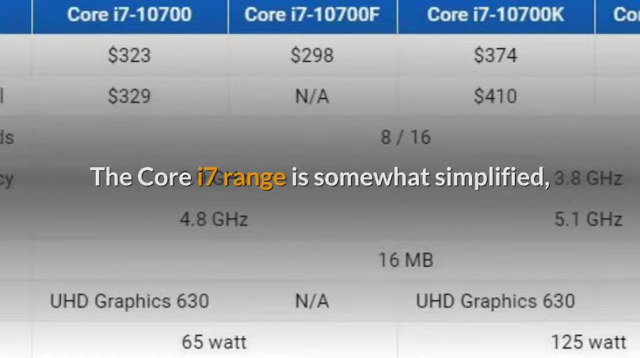 Core i7-10700 Core i7-10700F Core i7-10700K
$323 $298 $374
$329 N/A $410
8 / 16
The Core i7 range is somewhat simplified, 3.8 GHz
4.8 GHz 5.1 GHz
16 MB
UHD Graphics 630 N/A UHD Graphics 630
65 watt 125 watt